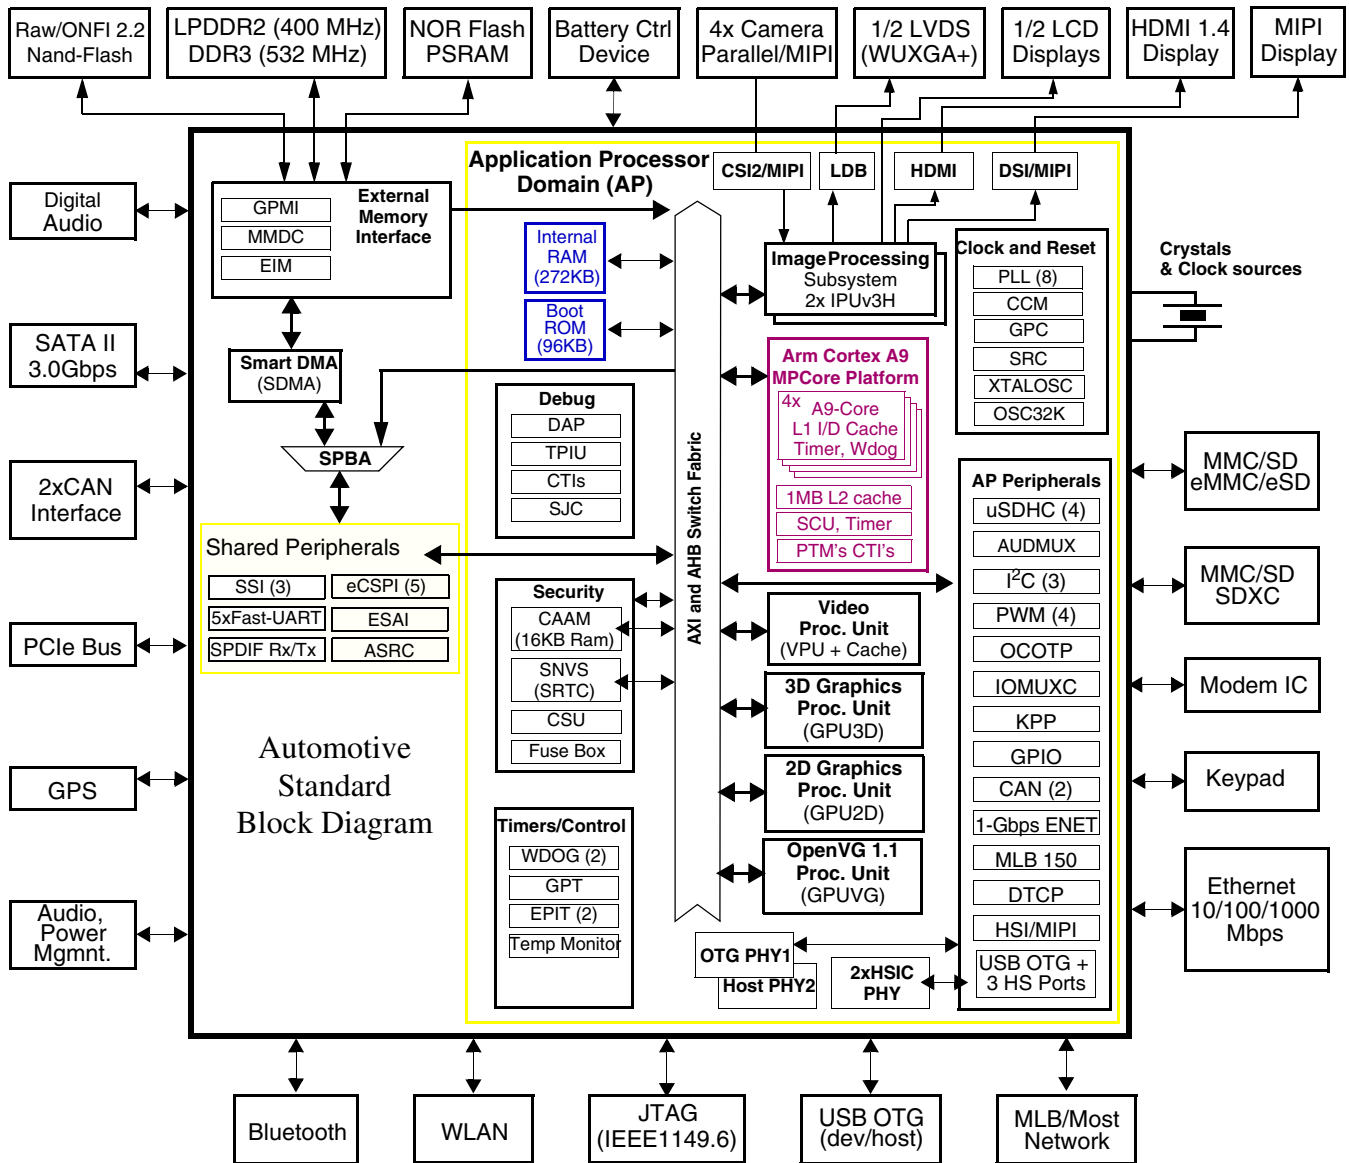 Raw/ONFI 2.2
Nand-Flash
LPDDR2 (400 MHz)
DDR3 (532 MHz)
NOR Flash
PSRAM
Battery Ctrl
Device
4x Camera
Parallel/MIPI
1/2 LVDS
(WUXGA+)
1/2 LCD
Displays
HDMI 1.4
Display
MIPI
Display
Digital
Audio
SATA II
3.0Gbps
2xCAN
Interface
PCIe Bus
GPS
Audio,
Power
Mgmnt.
External
Memory
Interface
GPMI
MMDC
EIM
Smart DMA
(SDMA)
SPBA
Shared Peripherals
SSI (3)
eCSPI (5)
5xFast-UART
ESAI
SPDIF Rx/Tx
ASRC
Automotive
Standard
Block Diagram
Application Processor
Domain (AP)
Internal
RAM
(272KB)
Boot
ROM
(96KB)
Debug
DAP
TPIU
CTIs
SJC
Security
CAAM
(16KB Ram)
SNVS
(SRTC)
CSU
Fuse Box
Timers/Control
WDOG (2)
GPT
EPIT (2)
Temp Monitor
AXI and AHB Switch Fabric
CSI2/MIPI
LDB
HDMI
DSI/MIPI
Image Processing
Subsystem
2x IPUv3H
Arm Cortex A9
MPCore Platform
4x
A9-Core
L1 I/D Cache
Timer, Wdog
1MB L2 cache
SCU, Timer
PTM's CTI's
Video
Proc. Unit
(VPU + Cache)
3D Graphics
Proc. Unit
(GPU3D)
2D Graphics
Proc. Unit
(GPU2D)
OpenVG 1.1
Proc. Unit
(GPUVG)
OTG PHY1
Host PHY2
2xHSIC
PHY
Clock and Reset
PLL (8)
CCM
GPC
SRC
XTALOSC
OSC32K
AP Peripherals
uSDHC (4)
AUDMUX
I²C (3)
PWM (4)
OCOTP
IOMUXC
KPP
GPIO
CAN (2)
1-Gbps ENET
MLB 150
DTCP
HSI/MIPI
USB OTG +
3 HS Ports
Crystals
& Clock sources
MMC/SD
eMMC/eSD
MMC/SD
SDXC
Modem IC
Keypad
Ethernet
10/100/1000
Mbps
Bluetooth
WLAN
JTAG
(IEEE1149.6)
USB OTG
(dev/host)
MLB/Most
Network